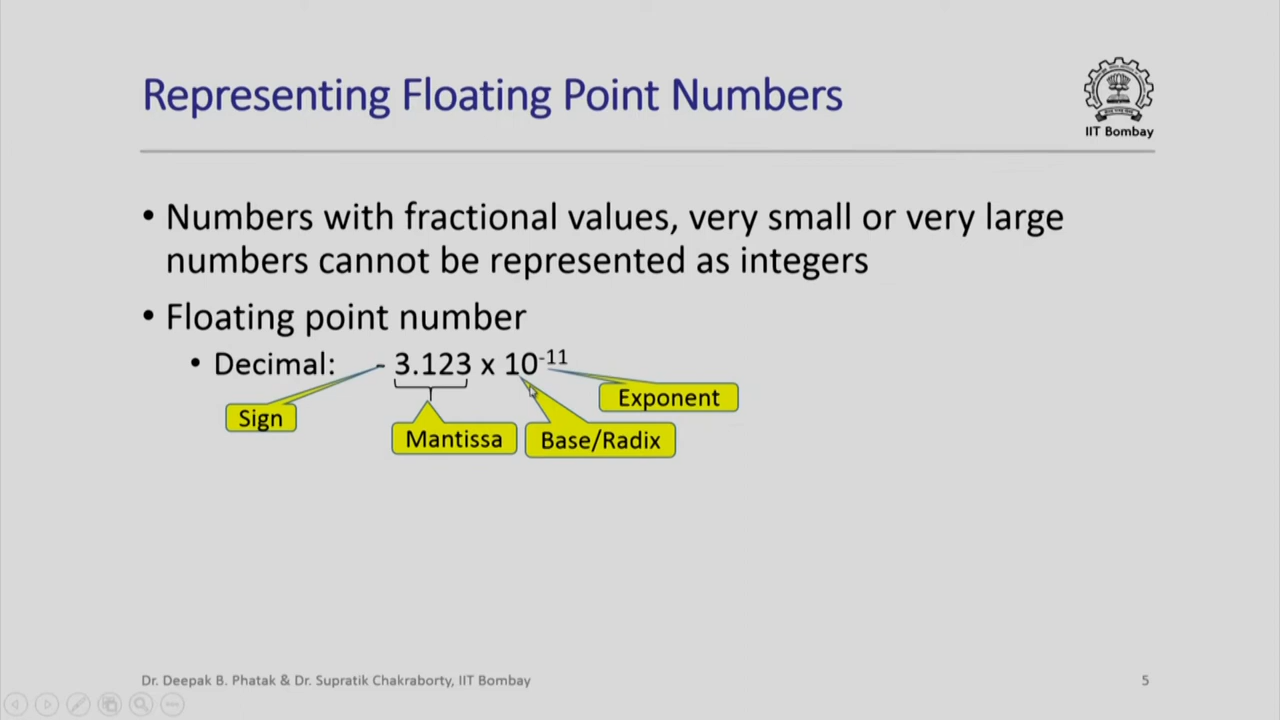 Representing Floating Point Numbers
IIT Bombay
• Numbers with fractional values, very small or very large
numbers cannot be represented as integers
• Floating point number
• Decimal: - 3.123 x 10⁻¹¹
Exponent
Sign
Mantissa
Base/Radix
Dr. Deepak B. Phatak & Dr. Supratik Chakraborty, IIT Bombay
5